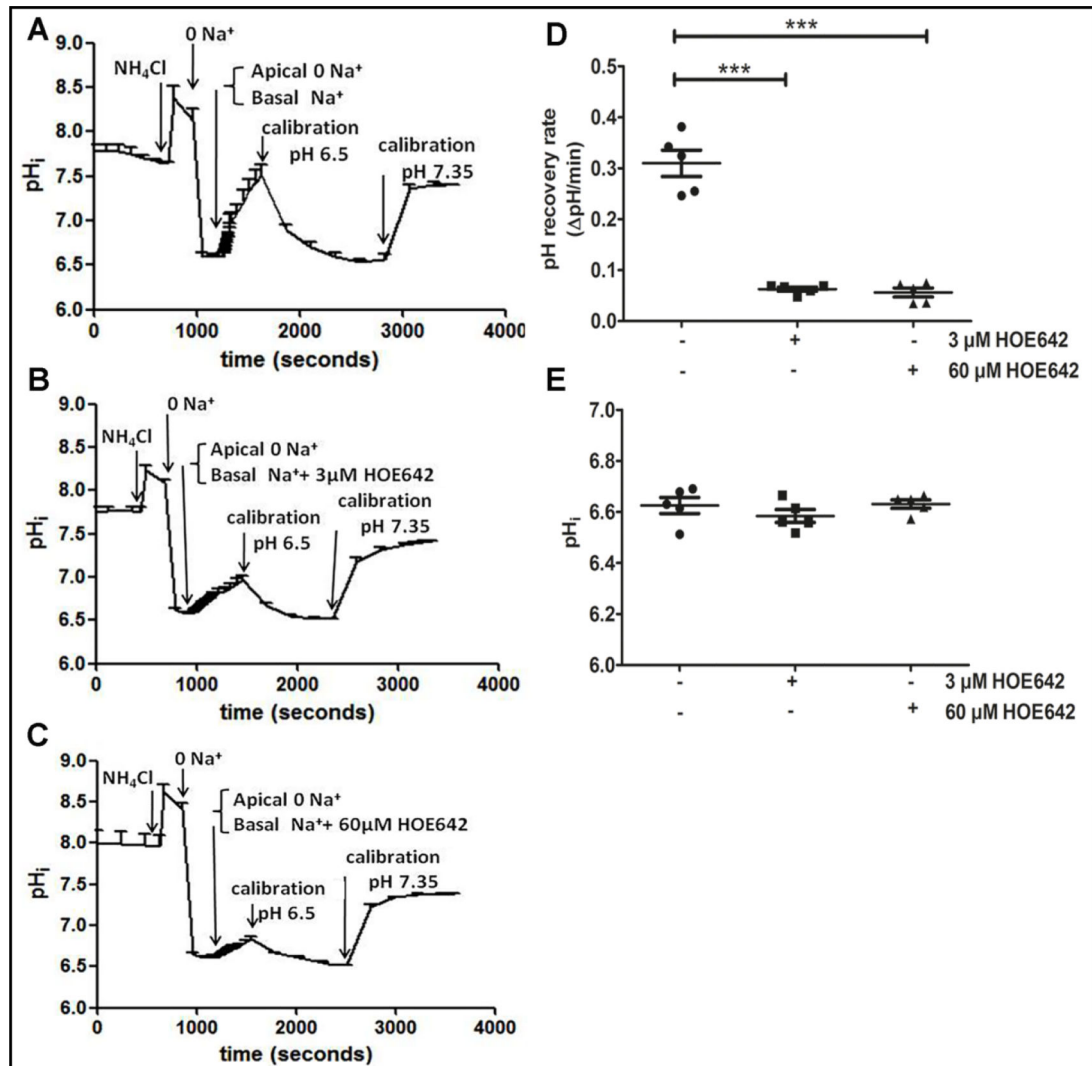 A
9.0
8.5
8.0
7.5
7.0
6.5
6.0
pHi
NH₄Cl
0 Na⁺
Apical 0 Na⁺
Basal Na⁺
calibration
pH 6.5
calibration
pH 7.35
0 1000 2000 3000 4000
time (seconds)
B
9.0
8.5
8.0
7.5
7.0
6.5
6.0
pHi
NH₄Cl
0 Na⁺
Apical 0 Na⁺
Basal Na⁺+ 3µM HOE642
calibration
pH 6.5
calibration
pH 7.35
0 1000 2000 3000 4000
time (seconds)
C
9.0
8.5
8.0
7.5
7.0
6.5
6.0
pHi
NH₄Cl
0 Na⁺
Apical 0 Na⁺
Basal Na⁺+ 60µM HOE642
calibration
pH 6.5
calibration
pH 7.35
0 1000 2000 3000 4000
time (seconds)
D
***
***
0.5
0.4
0.3
0.2
0.1
0.0
pH recovery rate
(ΔpH/min)
- + - 3 µM HOE642
- - + 60 µM HOE642
E
7.0
6.8
6.6
6.4
6.2
6.0
pHi
- + - 3 µM HOE642
- - + 60 µM HOE642